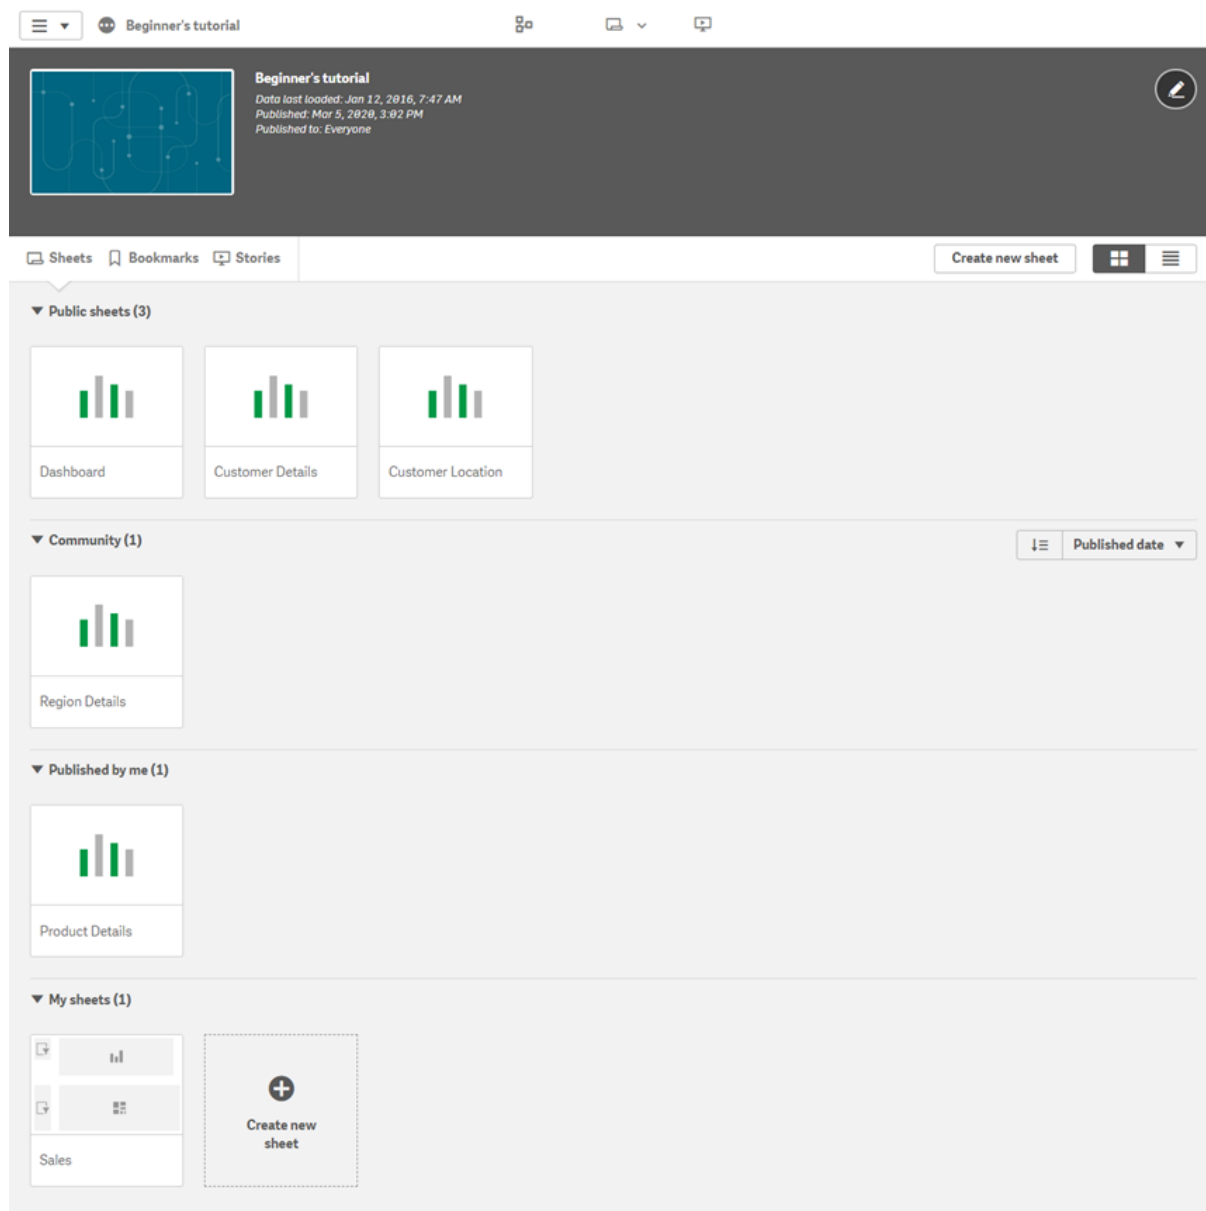 Beginner's tutorial
Beginner's tutorial
Data last loaded: Jan 12, 2016, 7:47 AM
Published: Mar 5, 2020, 3:02 PM
Published to: Everyone
Sheets Bookmarks Stories Create new sheet
Public sheets (3)
Dashboard Customer Details Customer Location
Community (1) Published date
Region Details
Published by me (1)
Product Details
My sheets (1)
Create new
sheet
Sales